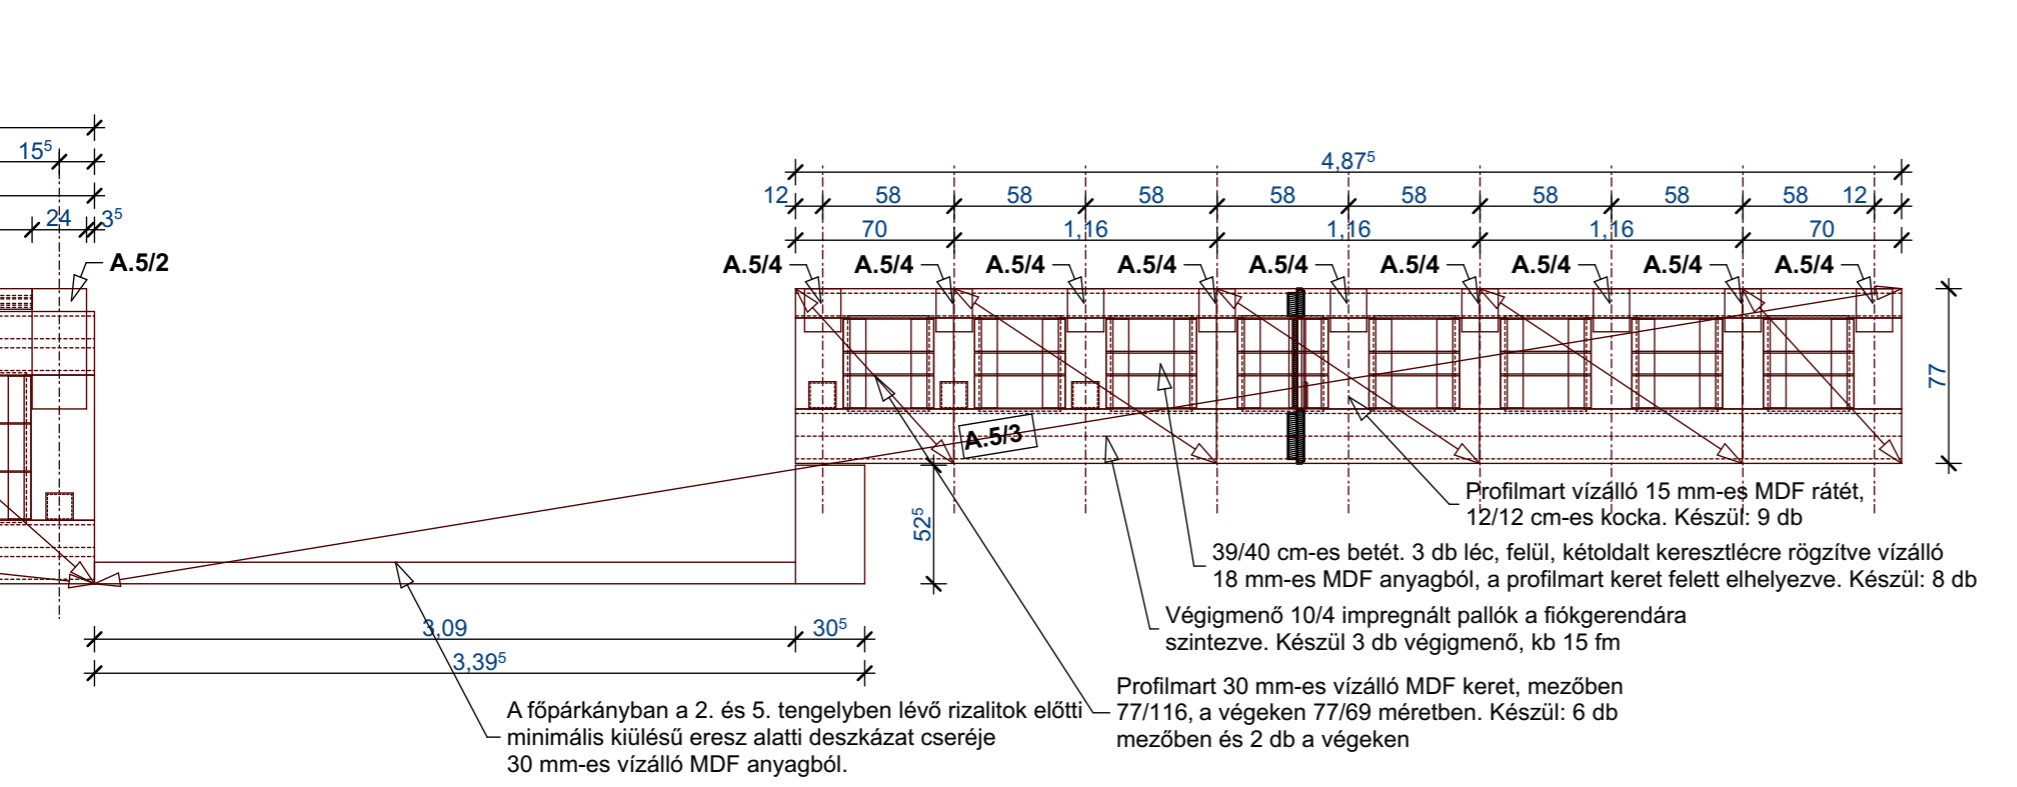 15⁵
24 3⁵
A.5/2
4,87⁵
12 58 58 58 58 58 58 58 58 12
70 1,16 1,16 1,16 70
A.5/4 A.5/4 A.5/4 A.5/4 A.5/4 A.5/4 A.5/4 A.5/4 A.5/4
77
A.5/3
52⁵
Profilmart vízálló 15 mm-es MDF rátét,
12/12 cm-es kocka. Készül: 9 db
39/40 cm-es betét. 3 db léc, felül, kétoldalt keresztlécre rögzítve vízálló
18 mm-es MDF anyagból, a profilmart keret felett elhelyezve. Készül: 8 db
Végigmenő 10/4 impregnált pallók a fiókgerendára
szintezve. Készül 3 db végigmenő, kb 15 fm
3,09 30⁵
3,39⁵
Profilmart 30 mm-es vízálló MDF keret, mezőben
77/116, a végeken 77/69 méretben. Készül: 6 db
mezőben és 2 db a végeken
A főpárkányban a 2. és 5. tengelyben lévő rizalitok előtti
minimális kiülésű eresz alatti deszkázat cseréje
30 mm-es vízálló MDF anyagból.